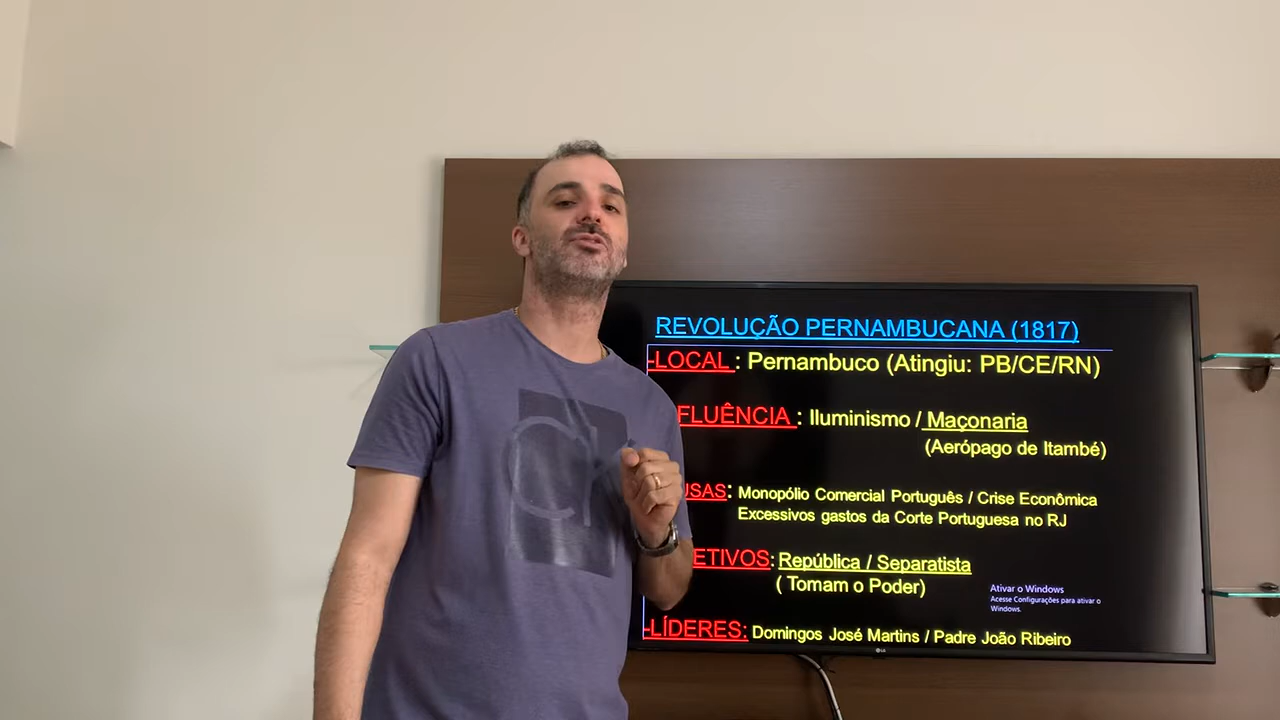 REVOLUÇÃO PERNAMBUCANA (1817)
-LOCAL : Pernambuco (Atingiu: PB/CE/RN)
FLUÊNCIA : Iluminismo / Maçonaria
(Aerópago de Itambé)
USAS: Monopólio Comercial Português / Crise Econômica
Excessivos gastos da Corte Portuguesa no RJ
ETIVOS: República / Separatista
( Tomam o Poder)
Ativar o Windows
Acesse Configurações para ativar o
Windows.
-LÍDERES: Domingos José Martins / Padre João Ribeiro
LG